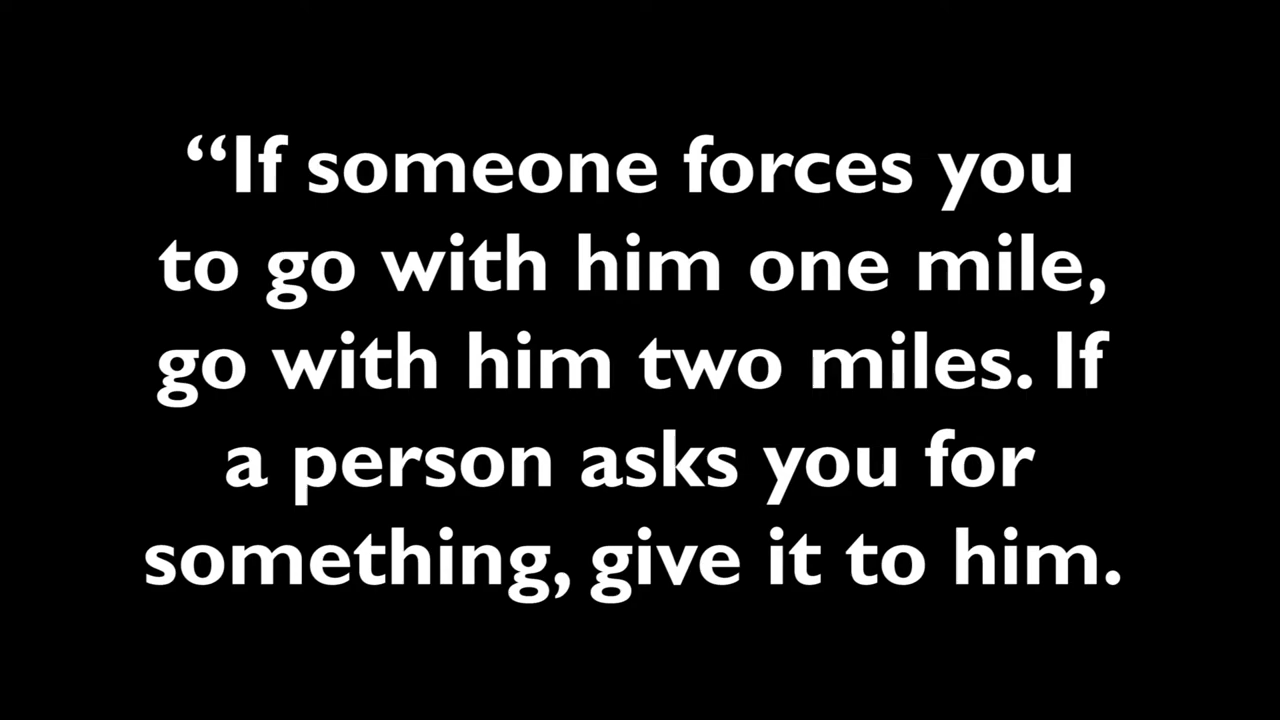 “If someone forces you
to go with him one mile,
go with him two miles. If
a person asks you for
something, give it to him.